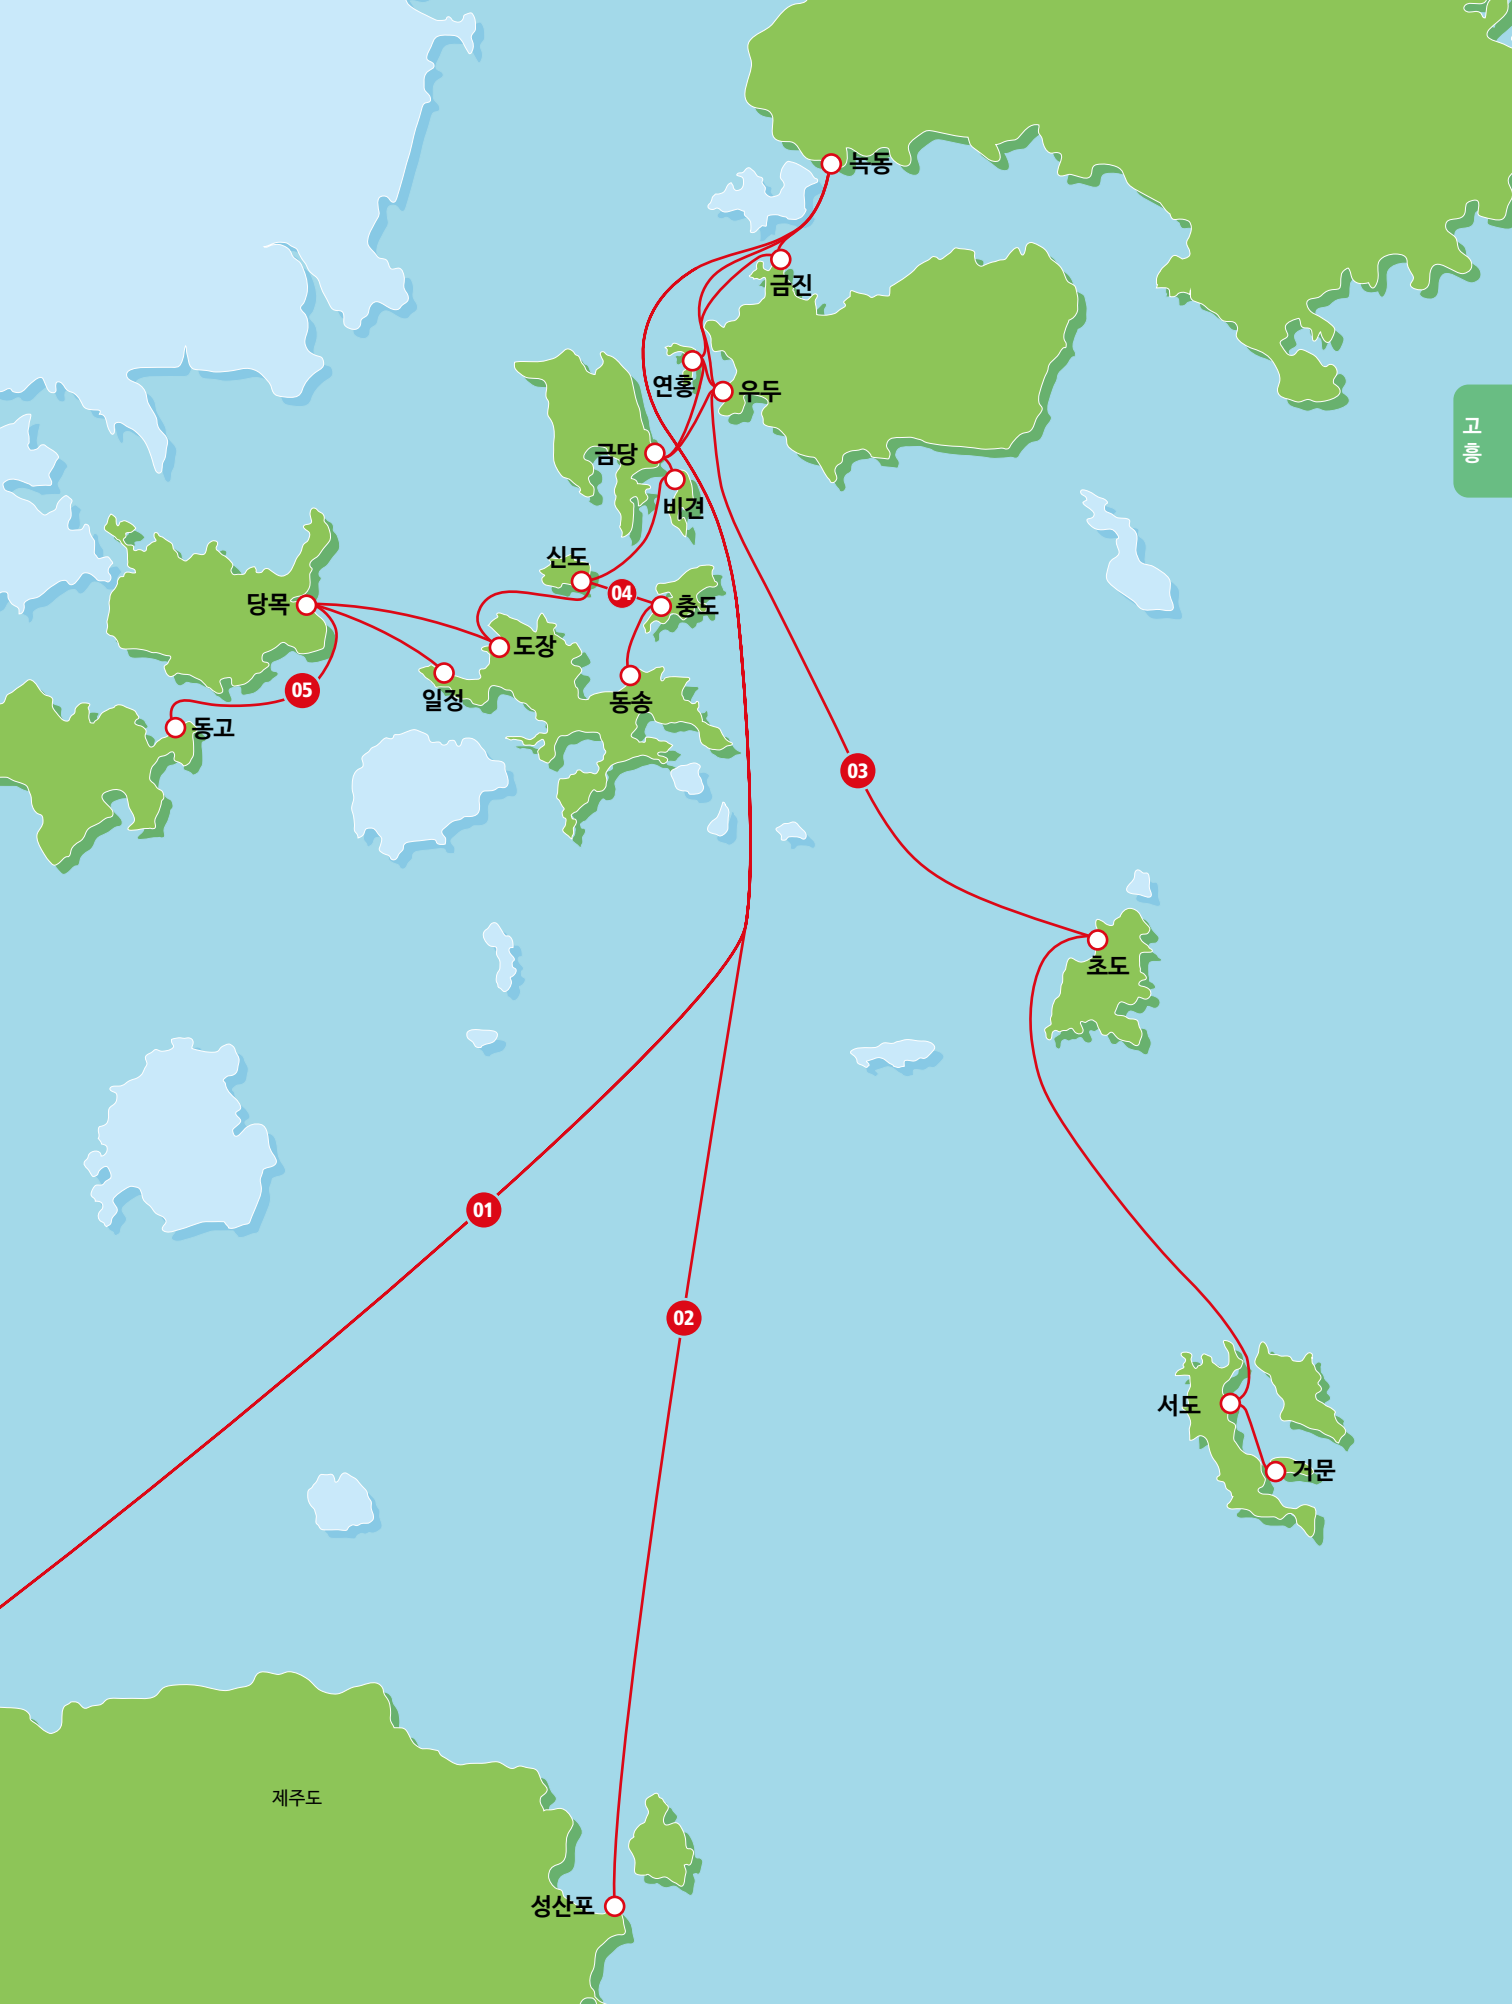 녹동
금진
연홍
우두
고흥
금당
비견
신도
04
충도
당목
도장
일정
05
동송
동고
03
초도
01
02
서도
거문
제주도
성산포